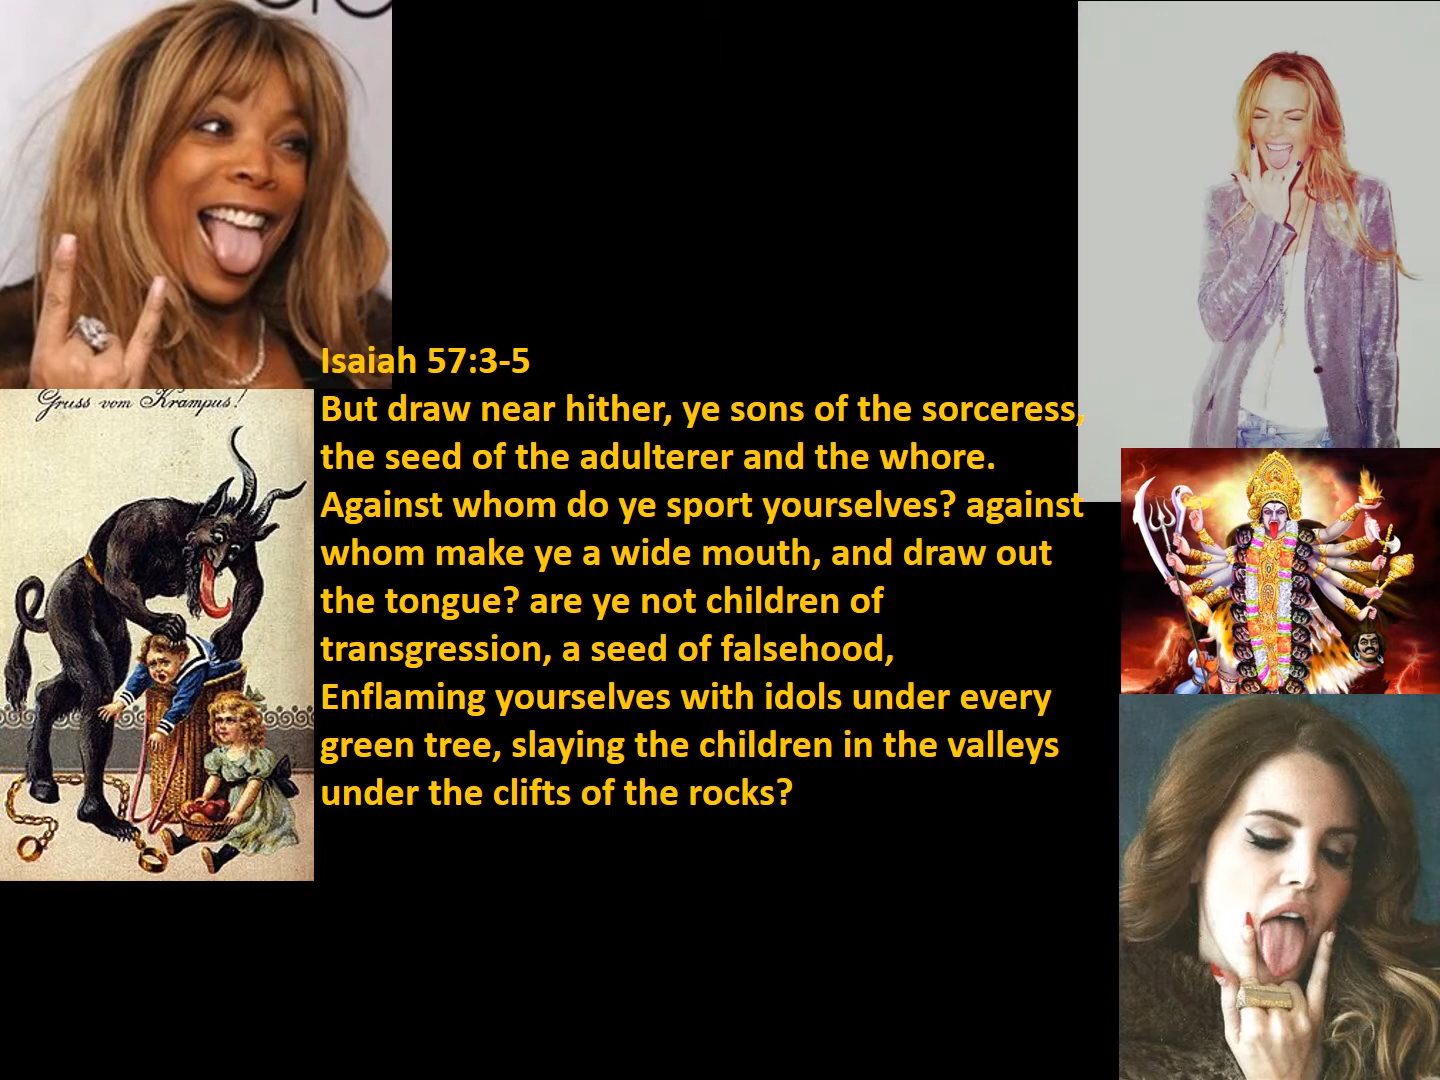 Gruss vom Krampus!
Isaiah 57:3-5
But draw near hither, ye sons of the sorceress,
the seed of the adulterer and the whore.
Against whom do ye sport yourselves? against
whom make ye a wide mouth, and draw out
the tongue? are ye not children of
transgression, a seed of falsehood,
Enflaming yourselves with idols under every
green tree, slaying the children in the valleys
under the clifts of the rocks?